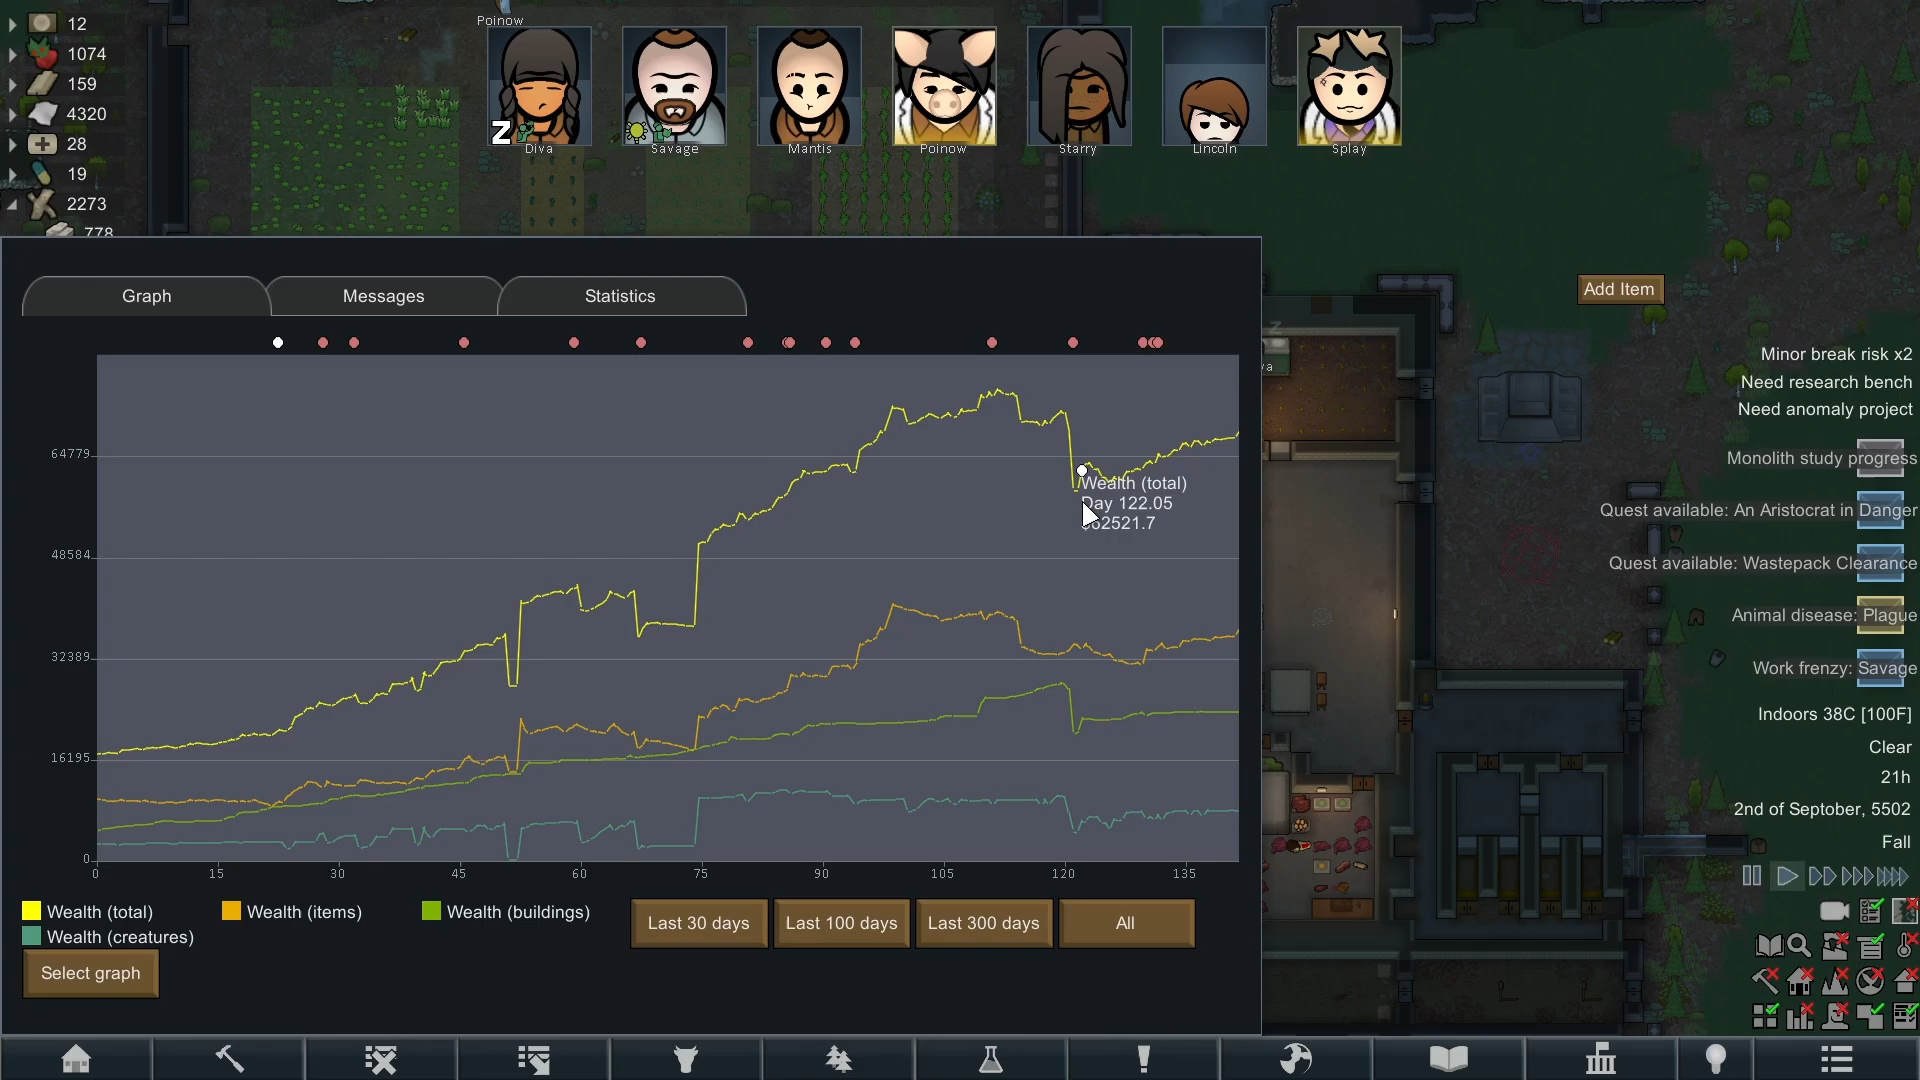 12
1074
159
4320
28
19
2273
778
Poinow
Z
Diva
Savage
Mantis
Poinow
Starry
Lincoln
Splay
Graph
Messages
Statistics
64779
48584
32389
16195
0
0
15
30
45
60
75
90
105
120
135
Wealth (total)
Day 122.05
Wealth (total)
Wealth (items)
Wealth (buildings)
Wealth (creatures)
Last 30 days
Last 100 days
Last 300 days
All
Select graph
Add Item
Minor break risk x2
Need research bench
Need anomaly project
Monolith study progress
Quest available: An Aristocrat in Danger
Quest available: Wastepack Clearance
Animal disease: Plague
Work frenzy: Savage
Indoors 38C [100F]
Clear
21h
2nd of Septober, 5502
Fall